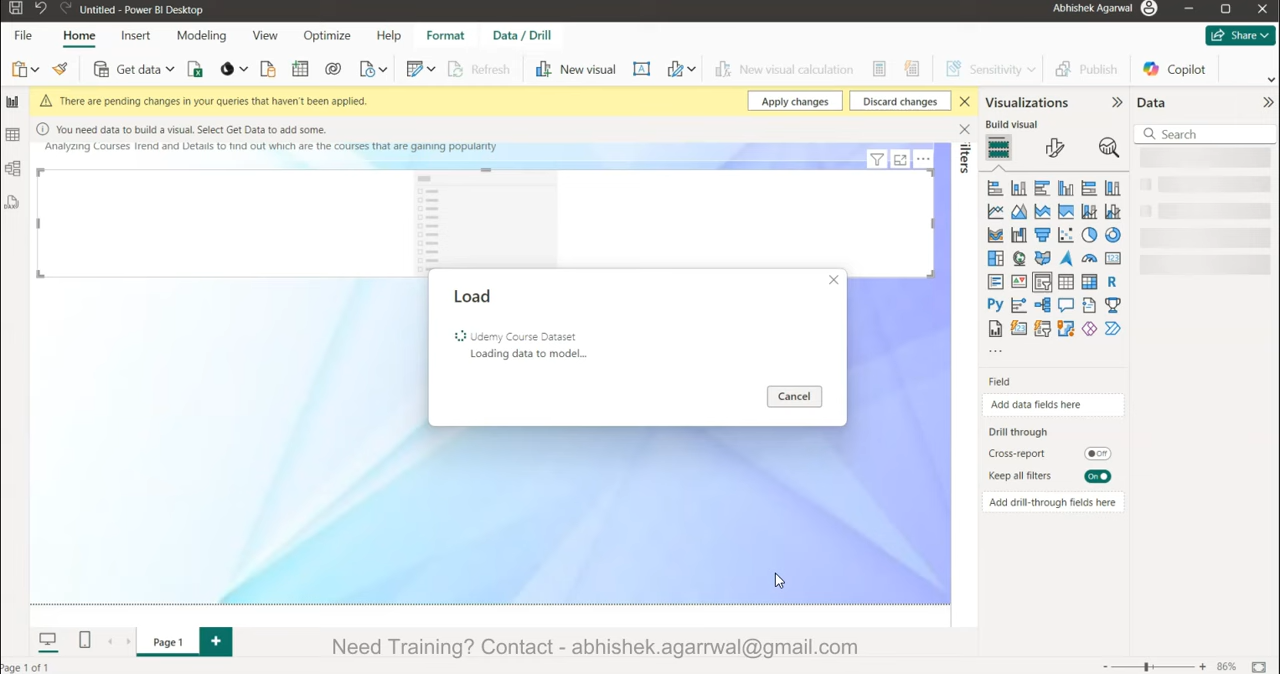 Untitled - Power BI Desktop
Abhishek Agarwal
File Home Insert Modeling View Optimize Help Format Data / Drill
Share
Get data
Refresh
New visual
New visual calculation
Sensitivity
Publish
Copilot
There are pending changes in your queries that haven't been applied.
Apply changes
Discard changes
You need data to build a visual. Select Get Data to add some.
Analyzing Courses Trend and Details to find out which are the courses that are gaining popularity
Filters
Load
Udemy Course Dataset
Loading data to model...
Cancel
Visualizations
Build visual
123
R
Py
Field
Add data fields here
Drill through
Cross-report
Off
Keep all filters
On
Add drill-through fields here
Data
Search
Page 1
Need Training? Contact - abhishek.agarrwal@gmail.com
Page 1 of 1
86%